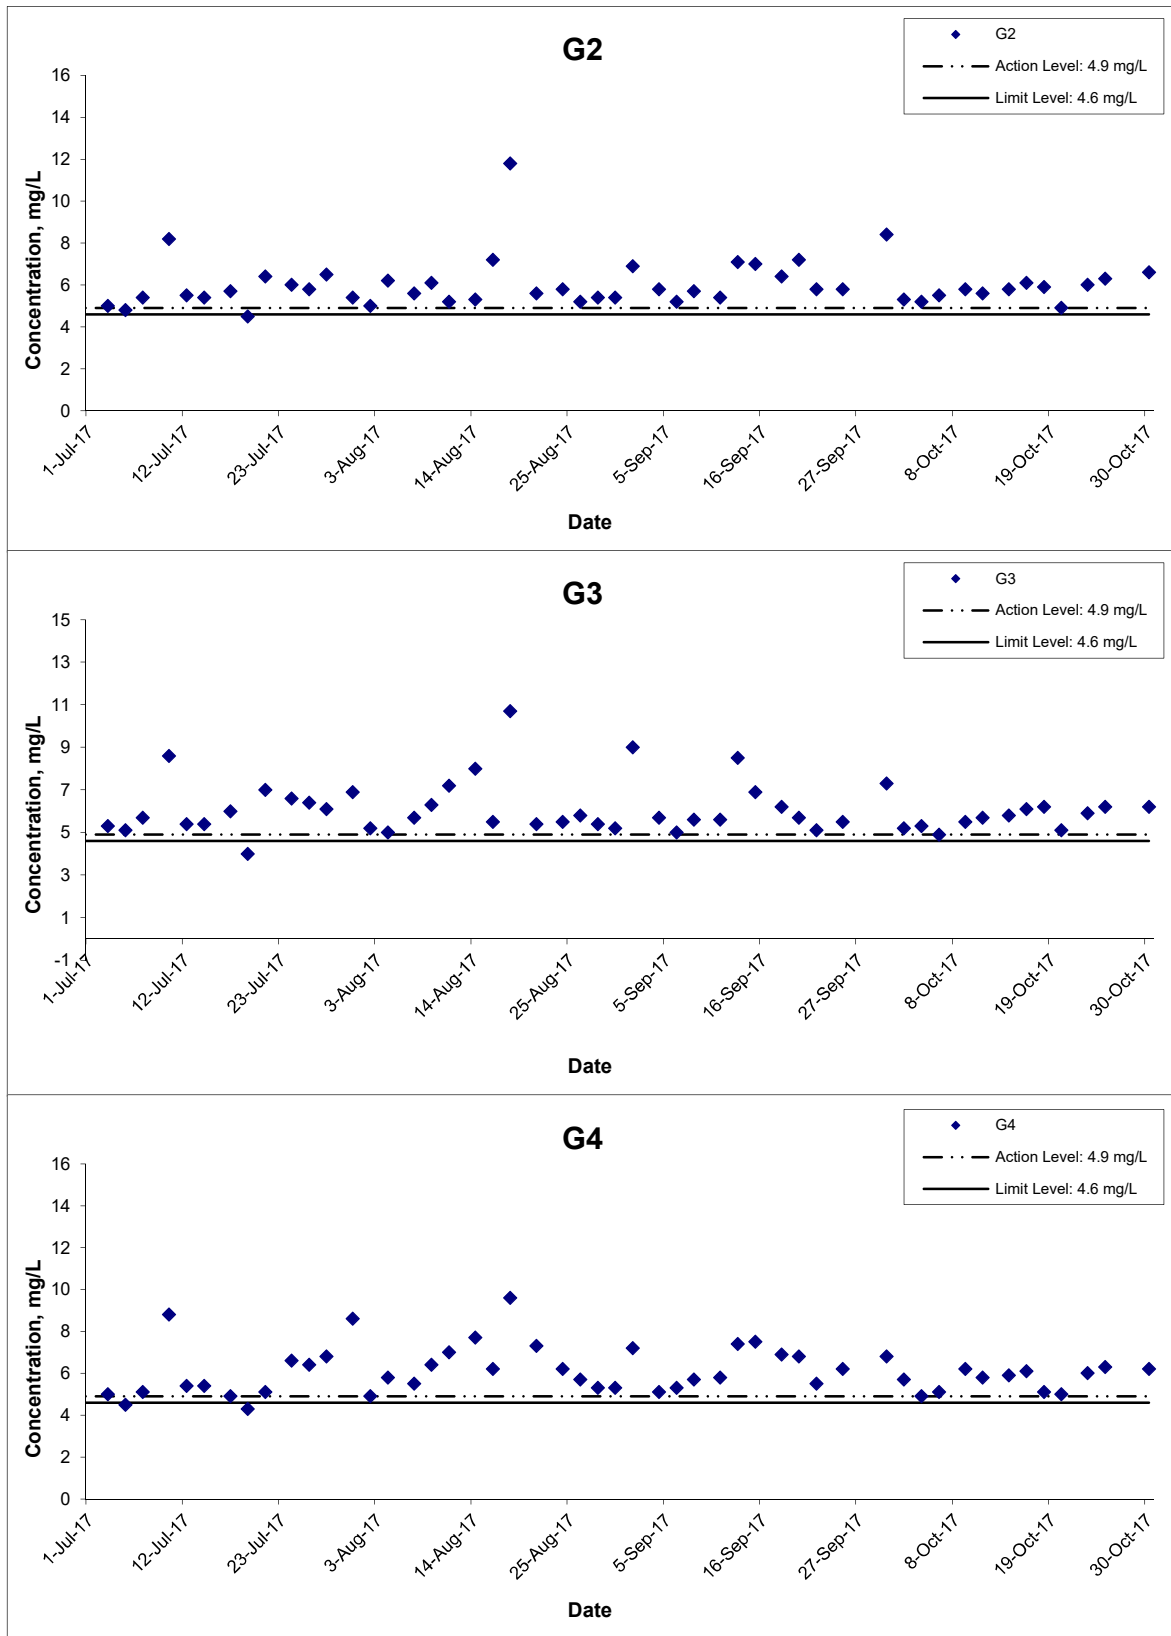 G2
G2
Action Level: 4.9 mg/L
Limit Level: 4.6 mg/L
Concentration, mg/L
16
14
12
10
8
6
4
2
0
1-Jul-17
12-Jul-17
23-Jul-17
3-Aug-17
14-Aug-17
25-Aug-17
5-Sep-17
16-Sep-17
27-Sep-17
8-Oct-17
19-Oct-17
30-Oct-17
Date
G3
G3
Action Level: 4.9 mg/L
Limit Level: 4.6 mg/L
Concentration, mg/L
15
13
11
9
7
5
3
1
-1
1-Jul-17
12-Jul-17
23-Jul-17
3-Aug-17
14-Aug-17
25-Aug-17
5-Sep-17
16-Sep-17
27-Sep-17
8-Oct-17
19-Oct-17
30-Oct-17
Date
G4
G4
Action Level: 4.9 mg/L
Limit Level: 4.6 mg/L
Concentration, mg/L
16
14
12
10
8
6
4
2
0
1-Jul-17
12-Jul-17
23-Jul-17
3-Aug-17
14-Aug-17
25-Aug-17
5-Sep-17
16-Sep-17
27-Sep-17
8-Oct-17
19-Oct-17
30-Oct-17
Date